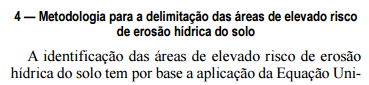 4 — Metodologia para a delimitação das áreas de elevado risco
de erosão hídrica do solo
A identificação das áreas de elevado risco de erosão
hídrica do solo tem por base a aplicação da Equação Uni-